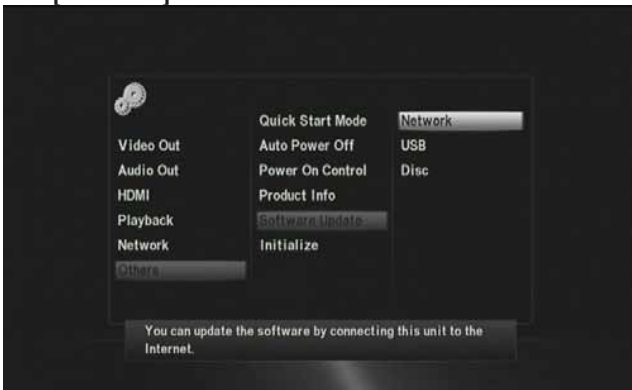 Quick Start Mode Network
Video Out Auto Power Off USB
Audio Out Power On Control Disc
HDMI Product Info
Playback Software Update
Network Initialize
Others
You can update the software by connecting this unit to the
Internet.